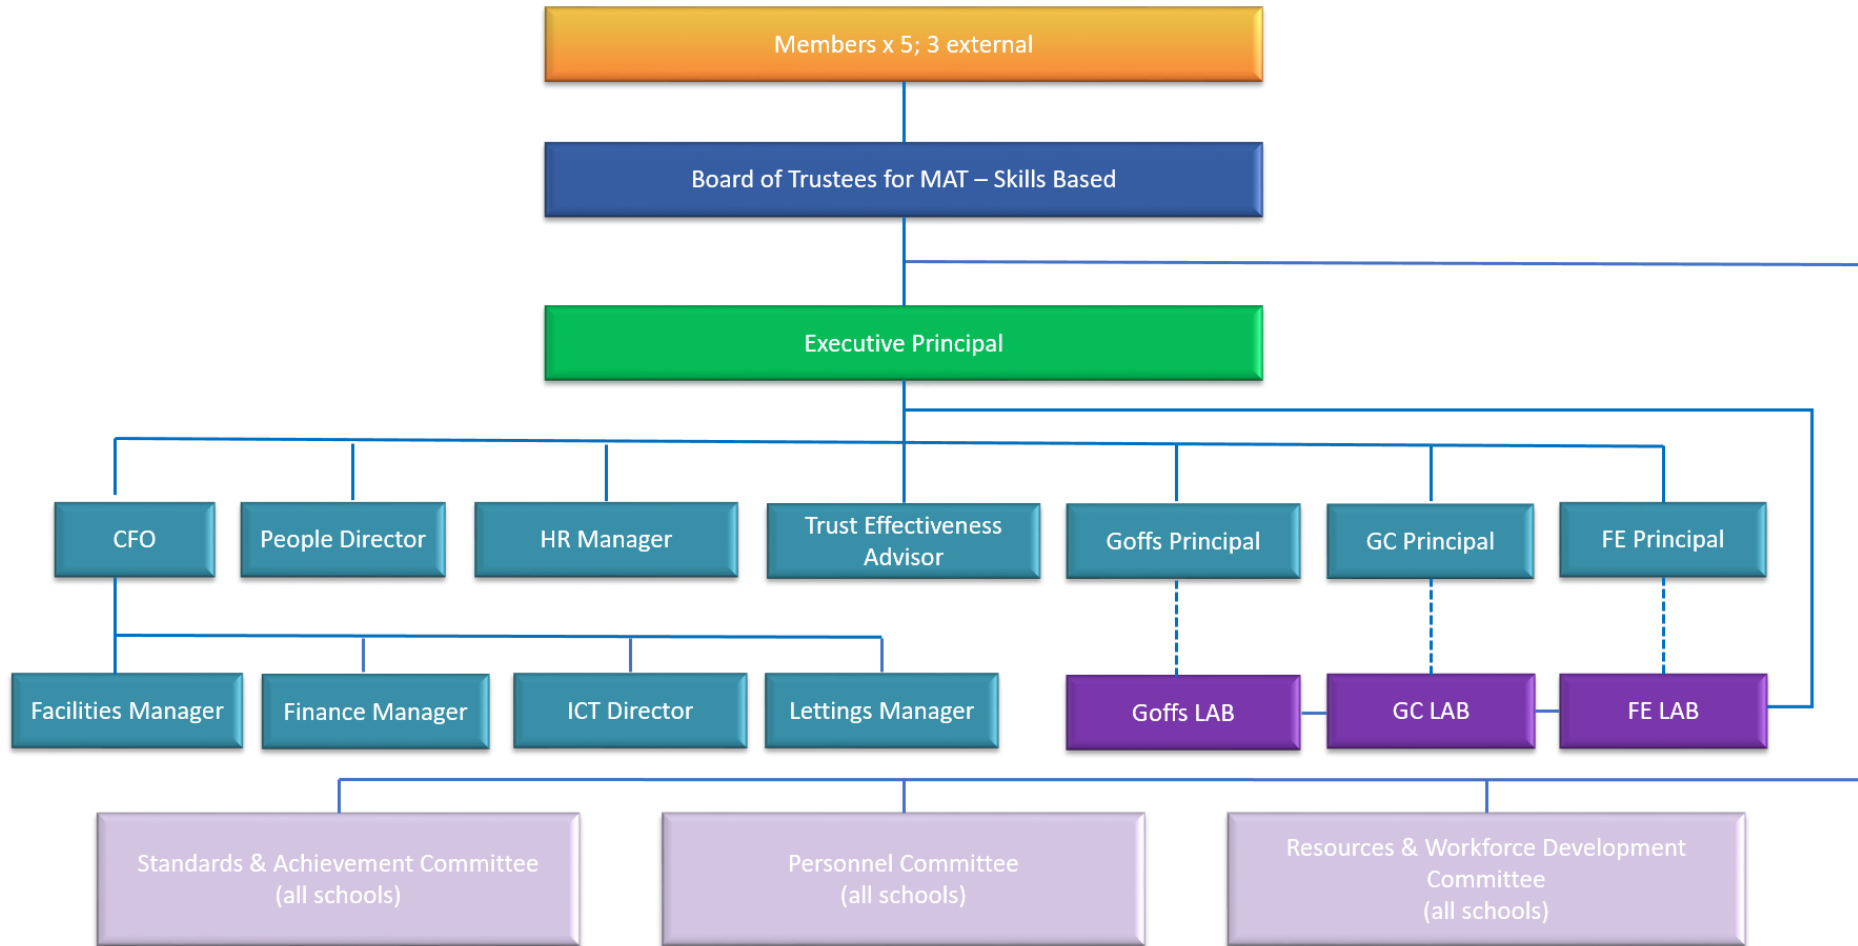 Members x 5; 3 external
Board of Trustees for MAT – Skills Based
Executive Principal
CFO
People Director
HR Manager
Trust Effectiveness
Advisor
Goffs Principal
GC Principal
FE Principal
Facilities Manager
Finance Manager
ICT Director
Lettings Manager
Goffs LAB
GC LAB
FE LAB
Standards & Achievement Committee
(all schools)
Personnel Committee
(all schools)
Resources & Workforce Development
Committee
(all schools)